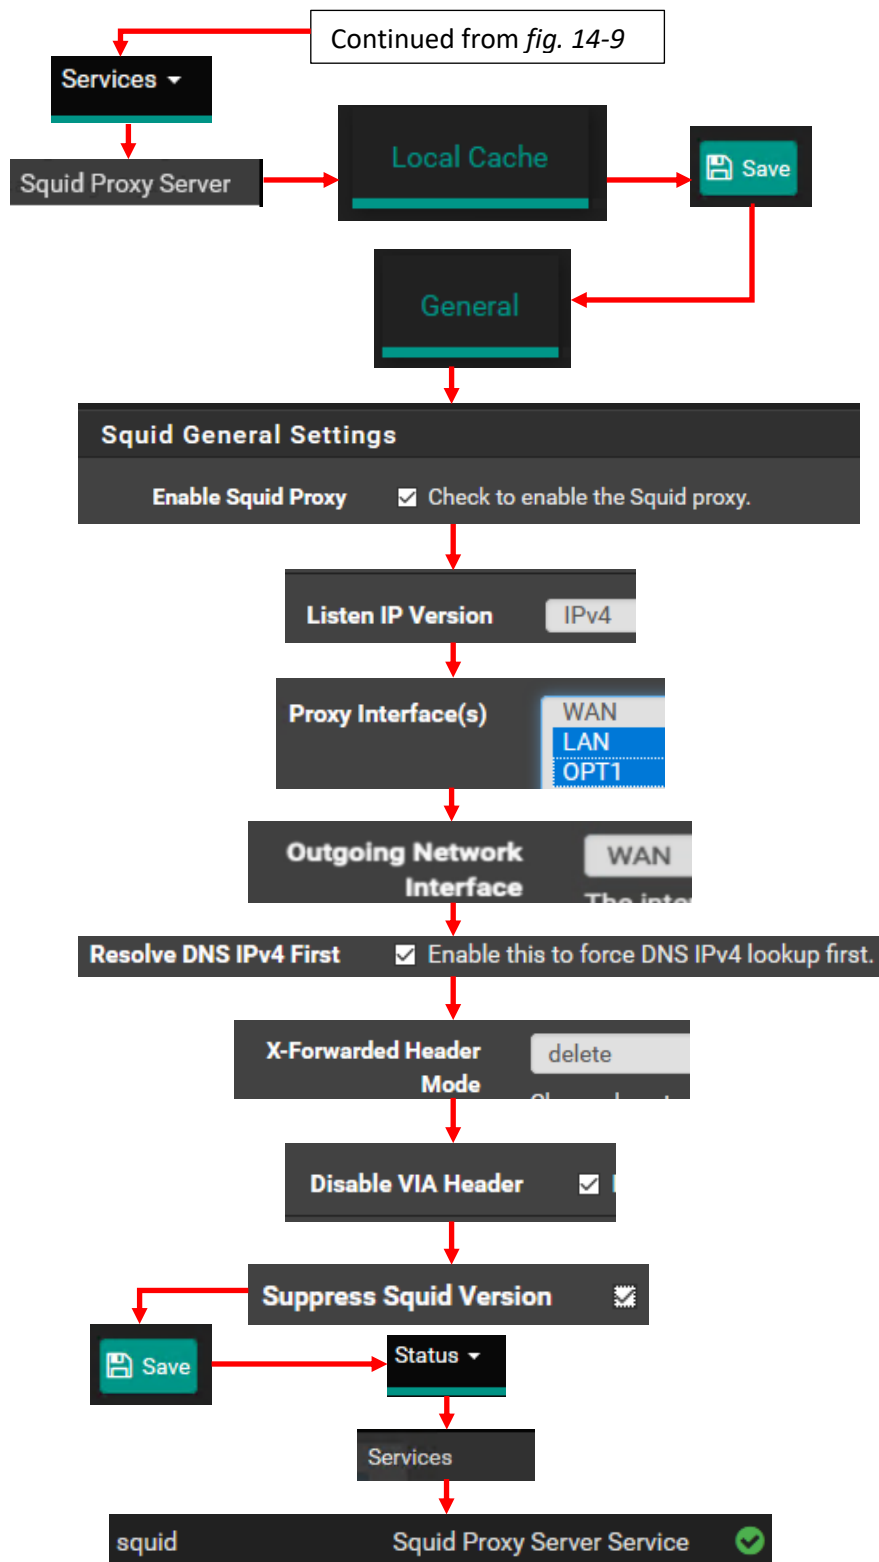 Continued from fig. 14-9
Services
Squid Proxy Server
Local Cache
Save
General
Squid General Settings
Enable Squid Proxy Check to enable the Squid proxy.
Listen IP Version IPv4
Proxy Interface(s) WAN
LAN
OPT1
Outgoing Network WAN
Interface
Resolve DNS IPv4 First Enable this to force DNS IPv4 lookup first.
X-Forwarded Header delete
Mode
Disable VIA Header
Suppress Squid Version
Save
Status
Services
squid Squid Proxy Server Service